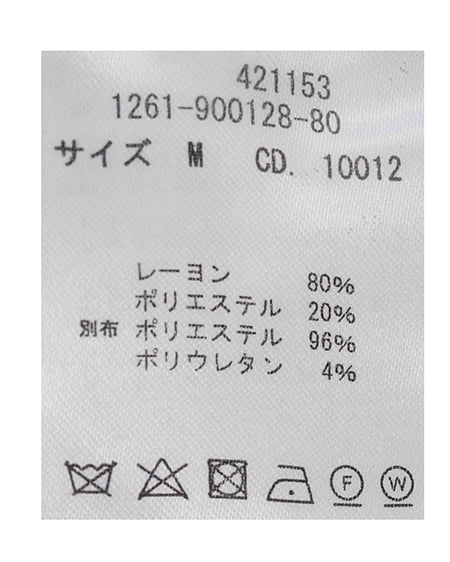 421153
1261-900128-80
サイズ M CD. 10012
レーヨン 80%
ポリエステル 20%
別布 ポリエステル 96%
ポリウレタン 4%
F W